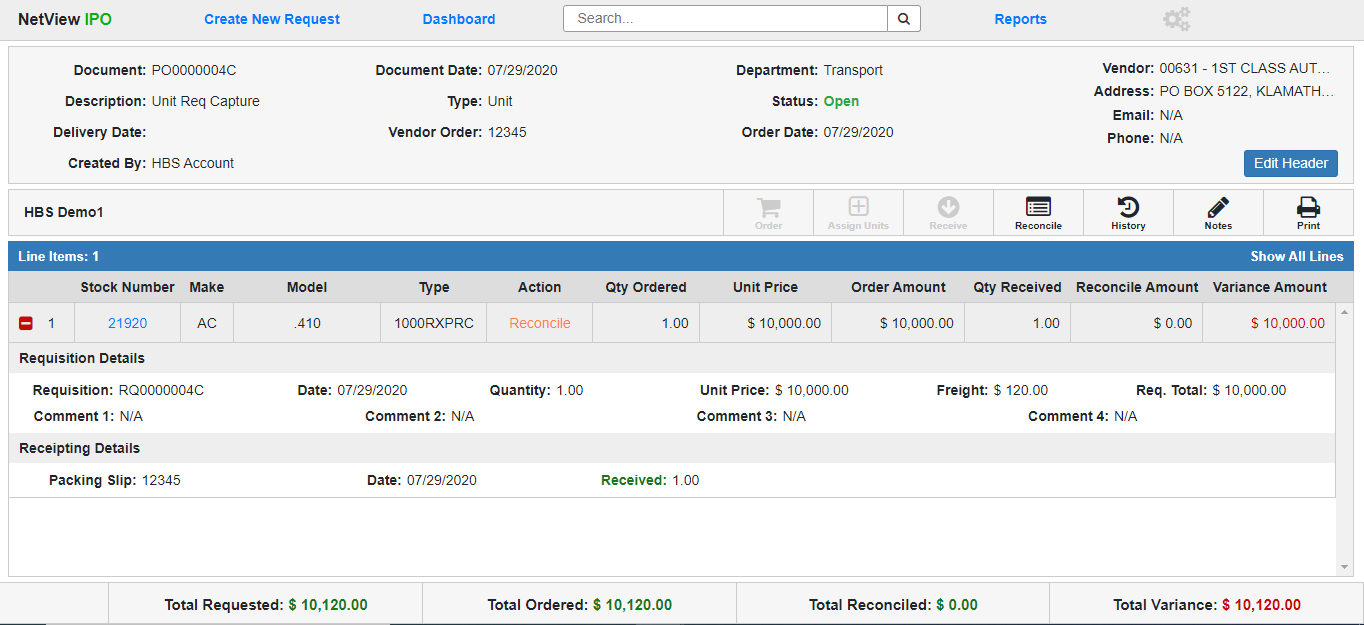 NetView IPO Create New Request Dashboard Search... Reports
Document: PO0000004C Document Date: 07/29/2020 Department: Transport Vendor: 00631 - 1ST CLASS AUT...
Description: Unit Req Capture Type: Unit Status: Open Address: PO BOX 5122, KLAMATH...
Delivery Date: Vendor Order: 12345 Order Date: 07/29/2020 Email: N/A
Phone: N/A
Created By: HBS Account Edit Header
HBS Demo1 Order Assign Units Receive Reconcile History Notes Print
Line Items: 1 Show All Lines
Stock Number Make Model Type Action Qty Ordered Unit Price Order Amount Qty Received Reconcile Amount Variance Amount
1 21920 AC .410 1000RXPRC Reconcile 1.00 $ 10,000.00 $ 10,000.00 1.00 $ 0.00 $ 10,000.00
Requisition Details
Requisition: RQ0000004C Date: 07/29/2020 Quantity: 1.00 Unit Price: $ 10,000.00 Freight: $ 120.00 Req. Total: $ 10,000.00
Comment 1: N/A Comment 2: N/A Comment 3: N/A Comment 4: N/A
Receipting Details
Packing Slip: 12345 Date: 07/29/2020 Received: 1.00
Total Requested: $ 10,120.00 Total Ordered: $ 10,120.00 Total Reconciled: $ 0.00 Total Variance: $ 10,120.00